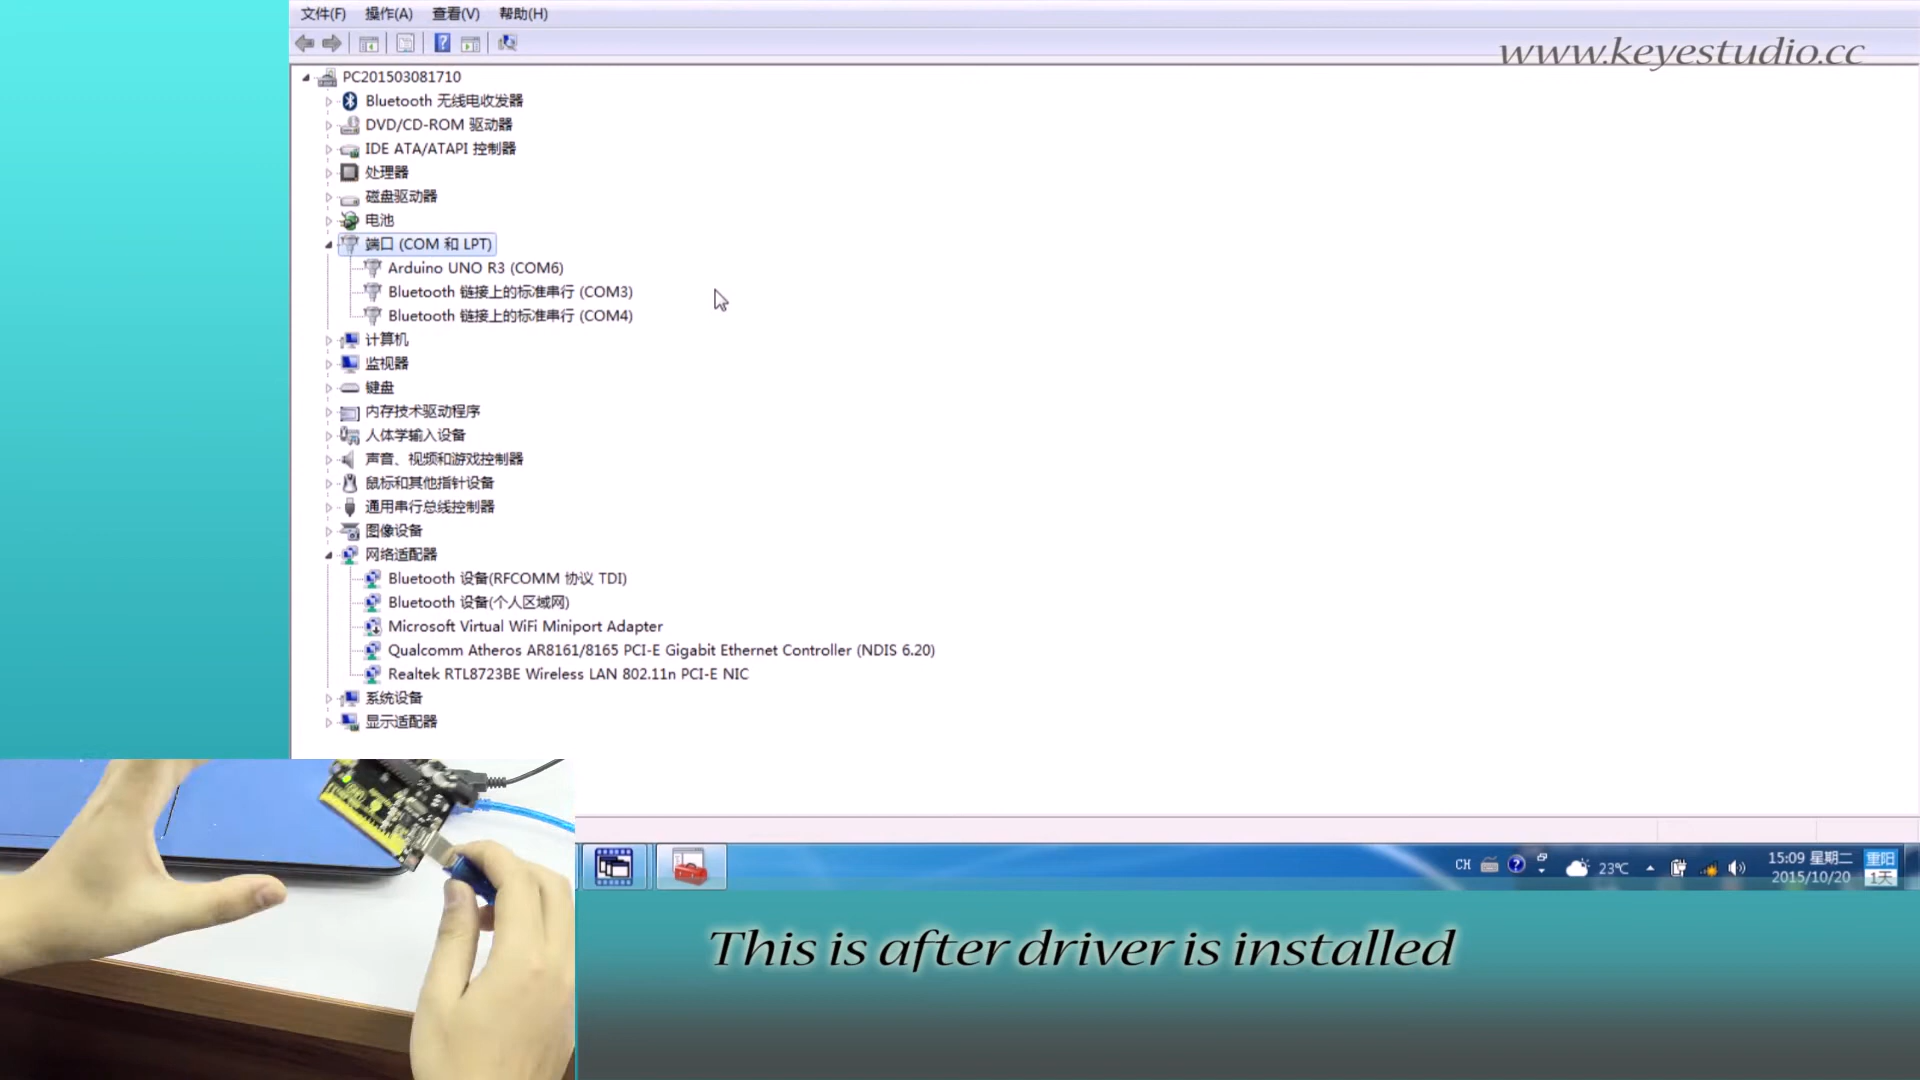 文件(F) 操作(A) 查看(V) 帮助(H)
www.keyestudio.cc
PC201503081710
Bluetooth 无线电收发器
DVD/CD-ROM 驱动器
IDE ATA/ATAPI 控制器
处理器
磁盘驱动器
电池
端口 (COM 和 LPT)
Arduino UNO R3 (COM6)
Bluetooth 链接上的标准串行 (COM3)
Bluetooth 链接上的标准串行 (COM4)
计算机
监视器
键盘
内存技术驱动程序
人体学输入设备
声音、视频和游戏控制器
鼠标和其他指针设备
通用串行总线控制器
图像设备
网络适配器
Bluetooth 设备(RFCOMM 协议 TDI)
Bluetooth 设备(个人区域网)
Microsoft Virtual WiFi Miniport Adapter
Qualcomm Atheros AR8161/8165 PCI-E Gigabit Ethernet Controller (NDIS 6.20)
Realtek RTL8723BE Wireless LAN 802.11n PCI-E NIC
系统设备
显示适配器
CH 23℃ 15:09 星期二 重阳
2015/10/20 1天
This is after driver is installed